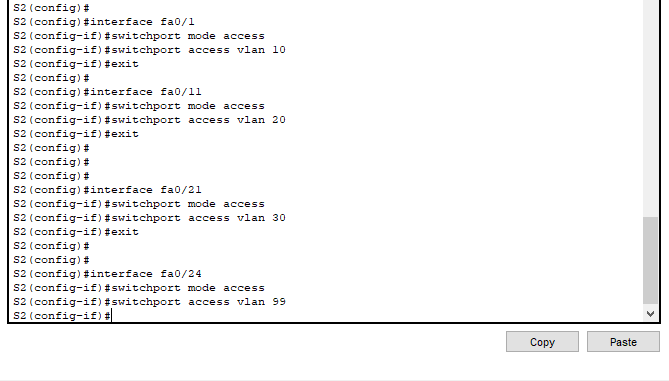 S2(config)#
S2(config)#interface fa0/1
S2(config-if)#switchport mode access
S2(config-if)#switchport access vlan 10
S2(config-if)#exit
S2(config)#
S2(config)#interface fa0/11
S2(config-if)#switchport mode access
S2(config-if)#switchport access vlan 20
S2(config-if)#exit
S2(config)#
S2(config)#
S2(config)#
S2(config)#interface fa0/21
S2(config-if)#switchport mode access
S2(config-if)#switchport access vlan 30
S2(config-if)#exit
S2(config)#
S2(config)#
S2(config)#interface fa0/24
S2(config-if)#switchport mode access
S2(config-if)#switchport access vlan 99
S2(config-if)#
Copy Paste